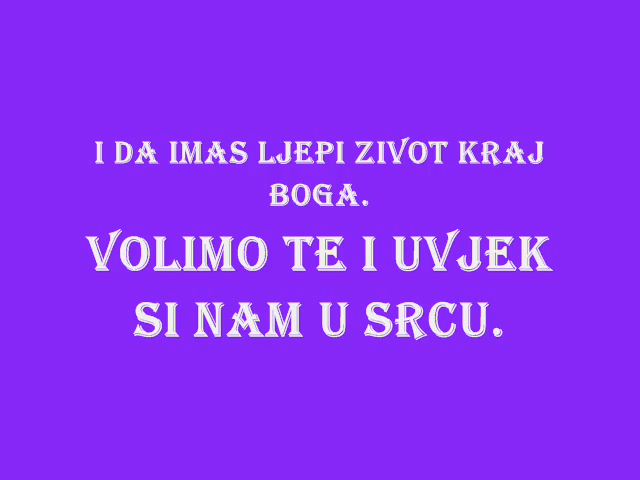 I DA IMAS LJEPI ZIVOT KRAJ
BOGA.
VOLIMO TE I UVJEK
SI NAM U SRCU.